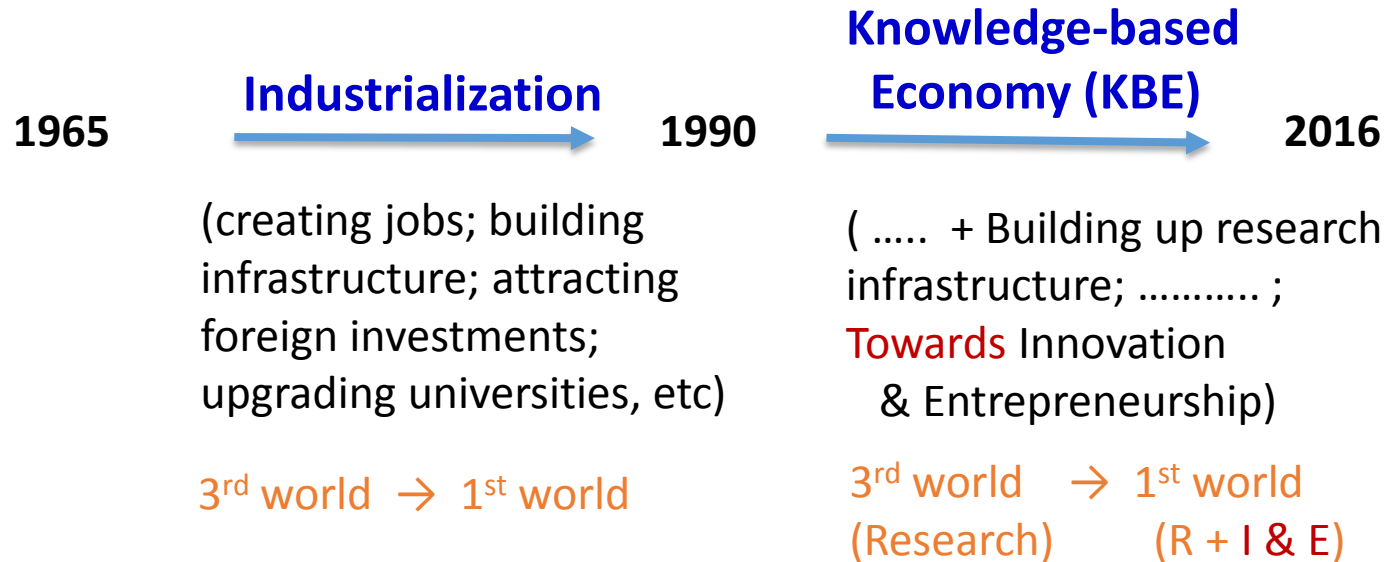 Industrialization
Knowledge-based
Economy (KBE)
1965
1990
2016
(creating jobs; building
infrastructure; attracting
foreign investments;
upgrading universities, etc)
3rd world → 1st world
( ..... + Building up research
infrastructure; ........... ;
Towards Innovation
& Entrepreneurship)
3rd world → 1st world
(Research) (R + I & E)